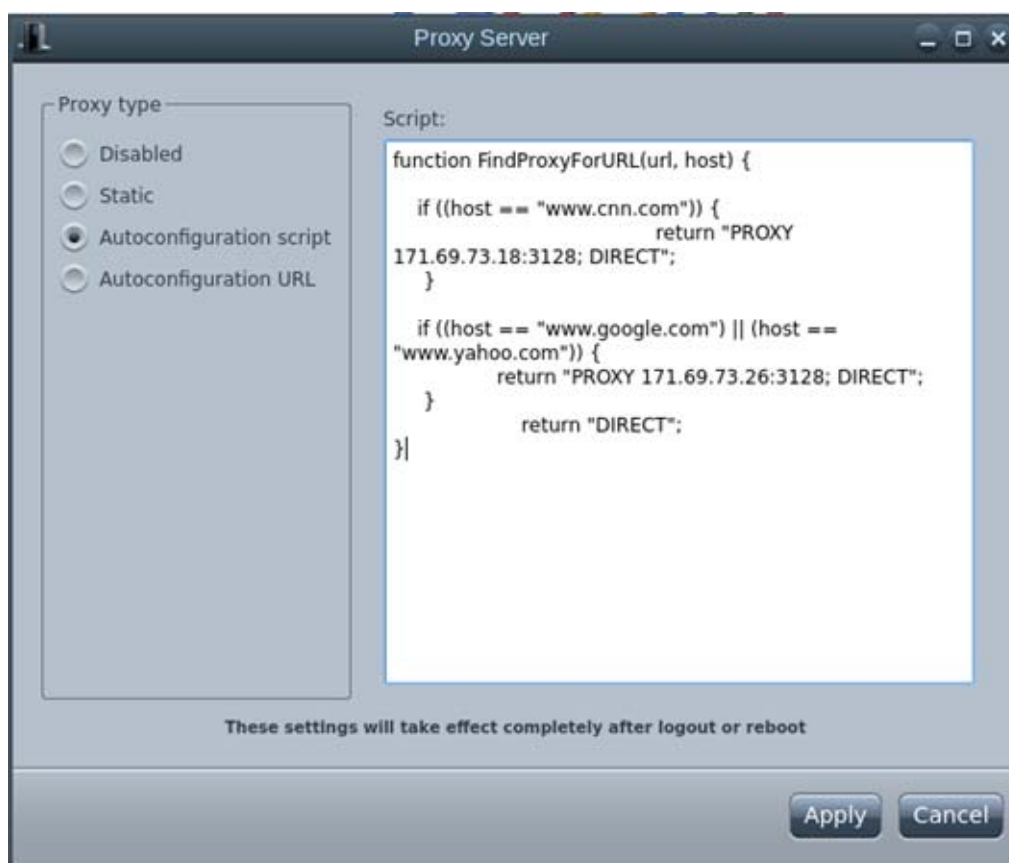 Proxy Server
Proxy type
Disabled
Static
Autoconfiguration script
Autoconfiguration URL
Script:
function FindProxyForURL(url, host) {
if ((host == "www.cnn.com")) {
return "PROXY
171.69.73.18:3128; DIRECT";
}
if ((host == "www.google.com") || (host ==
"www.yahoo.com")) {
return "PROXY 171.69.73.26:3128; DIRECT";
}
return "DIRECT";
}
These settings will take effect completely after logout or reboot
Apply
Cancel